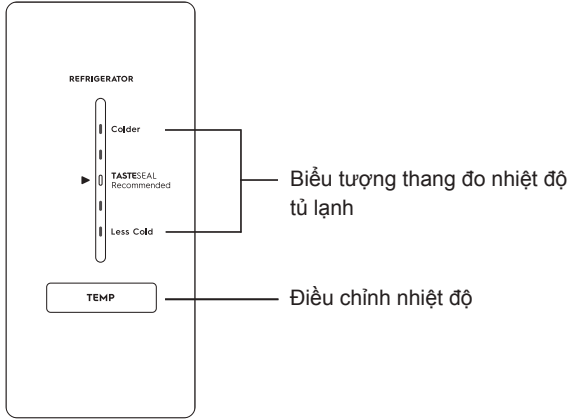 REFRIGERATOR
Colder
TASTESEAL
Recommended
Less Cold
TEMP
Biểu tượng thang đo nhiệt độ
tủ lạnh
Điều chỉnh nhiệt độ